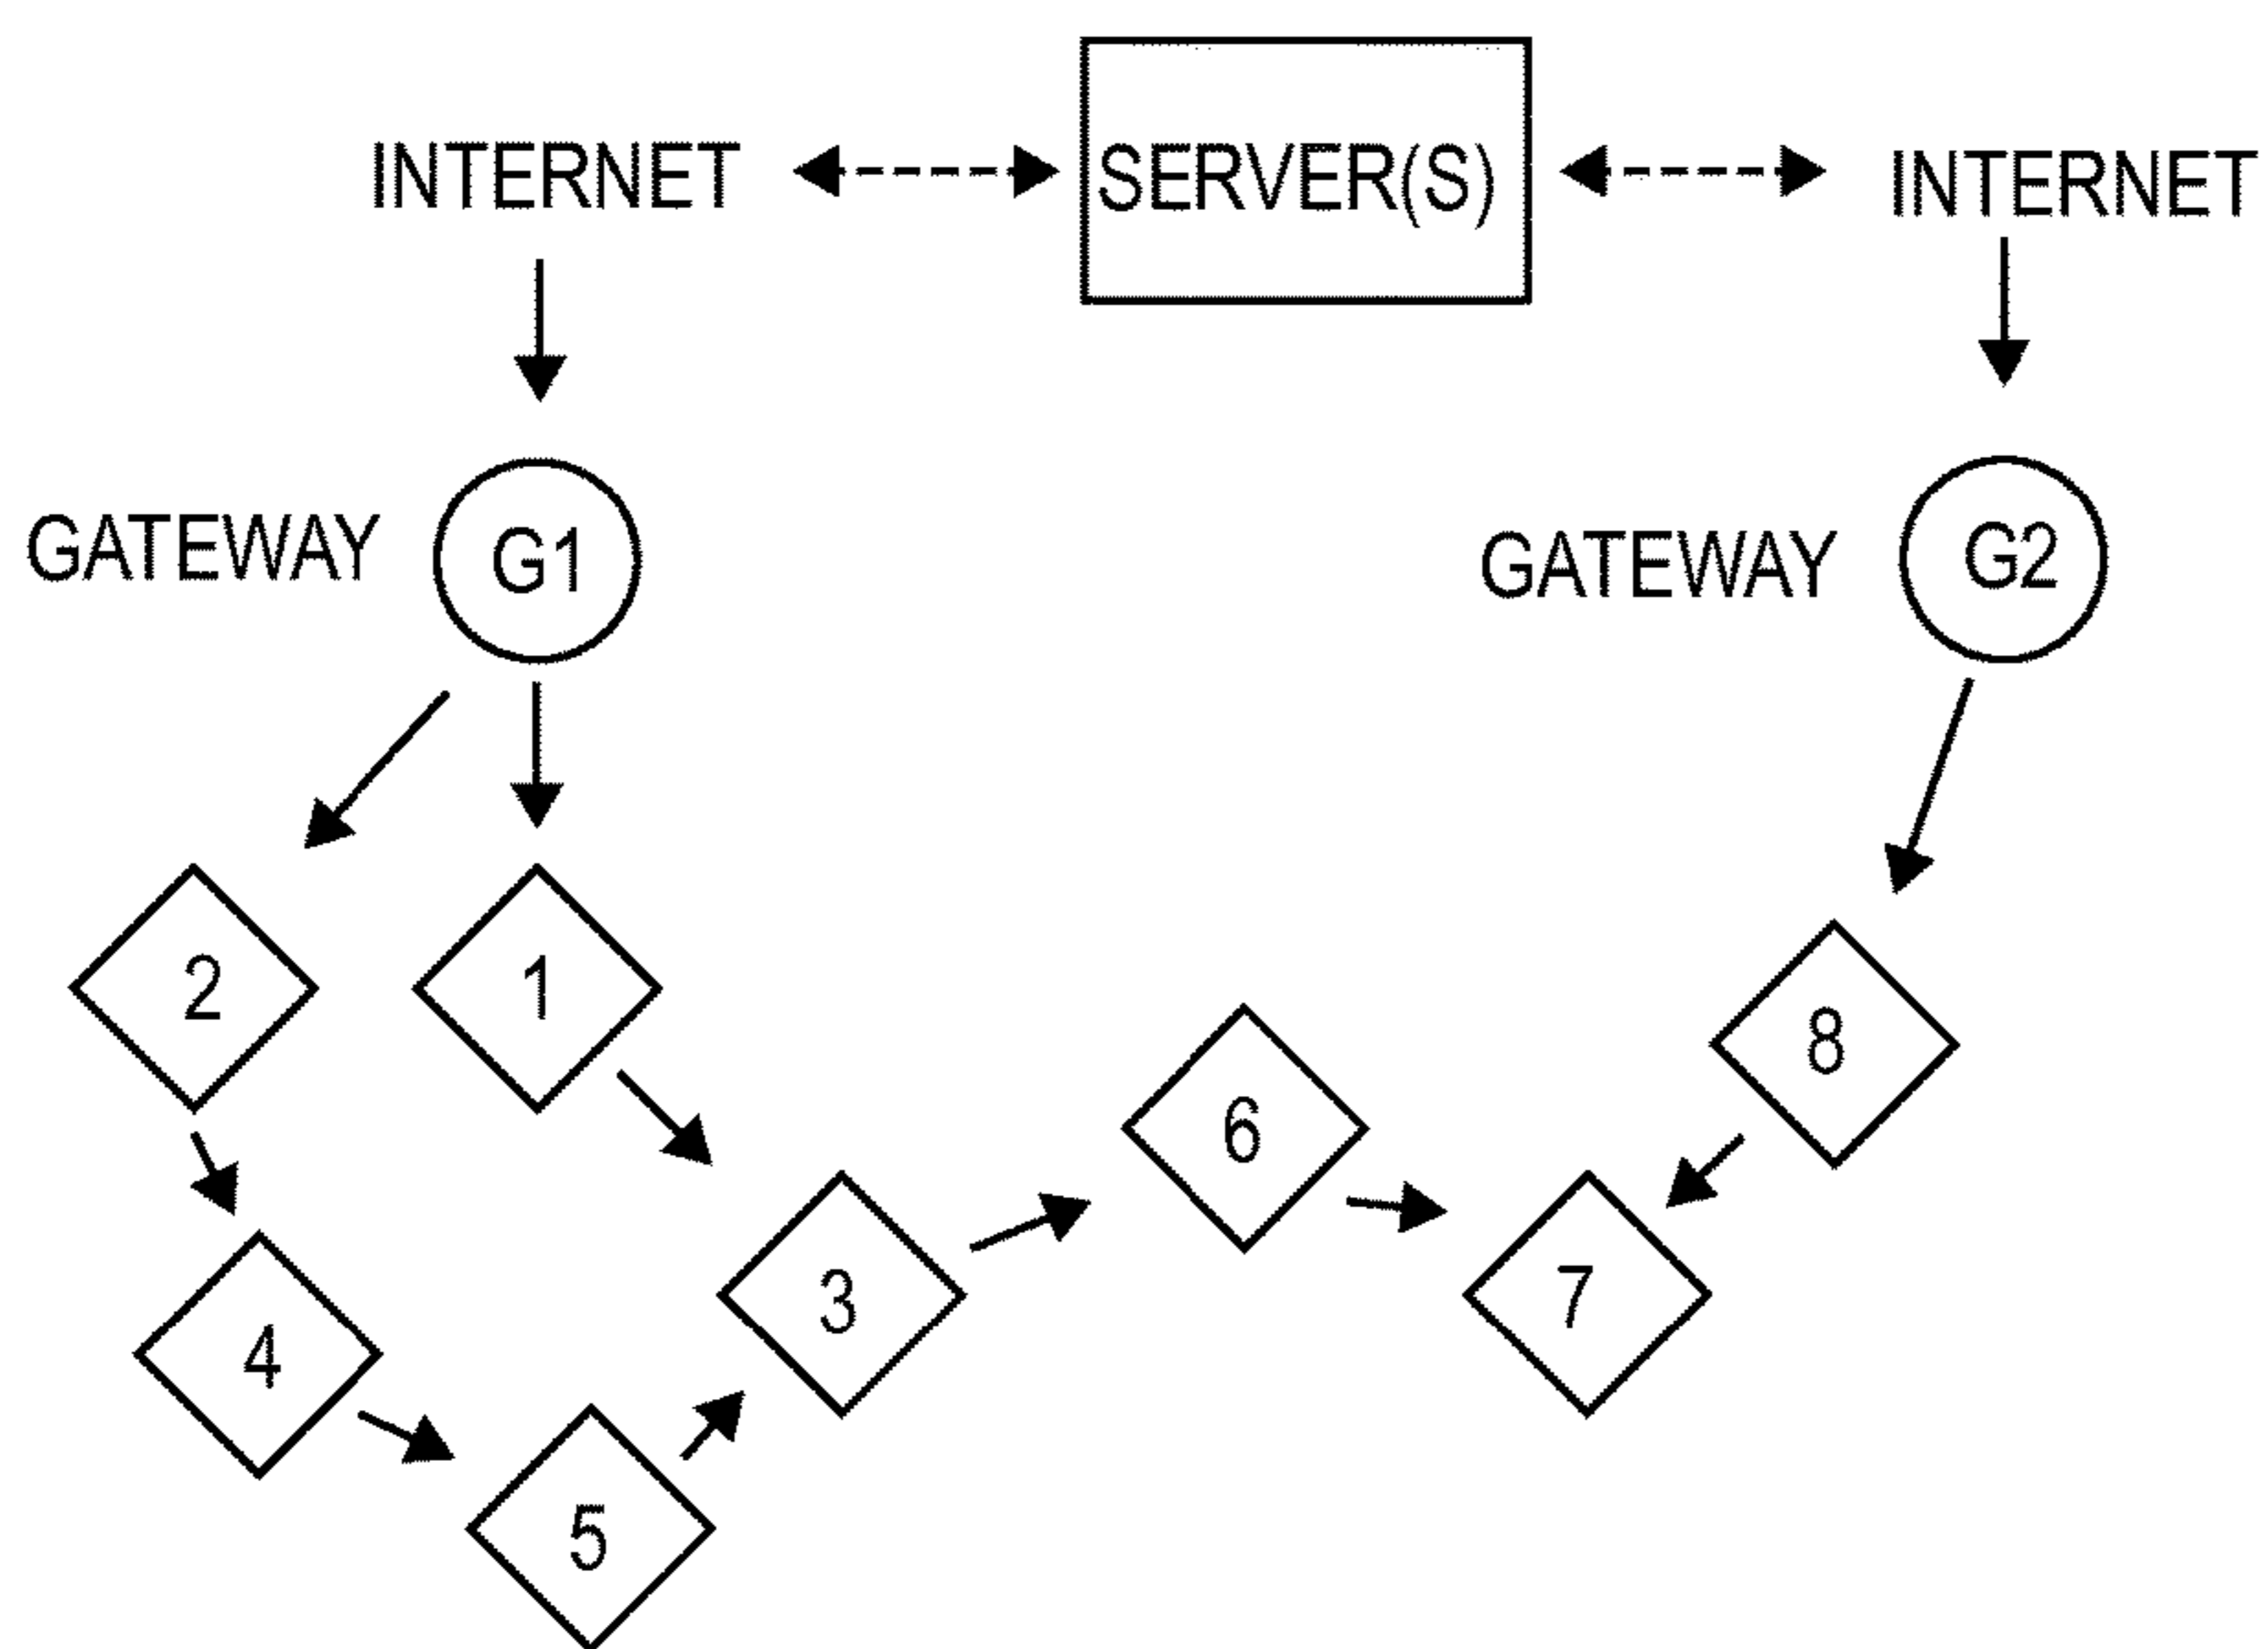 INTERNET
SERVER(S)
INTERNET
GATEWAY
G1
GATEWAY
G2
2
1
8
6
3
7
4
5